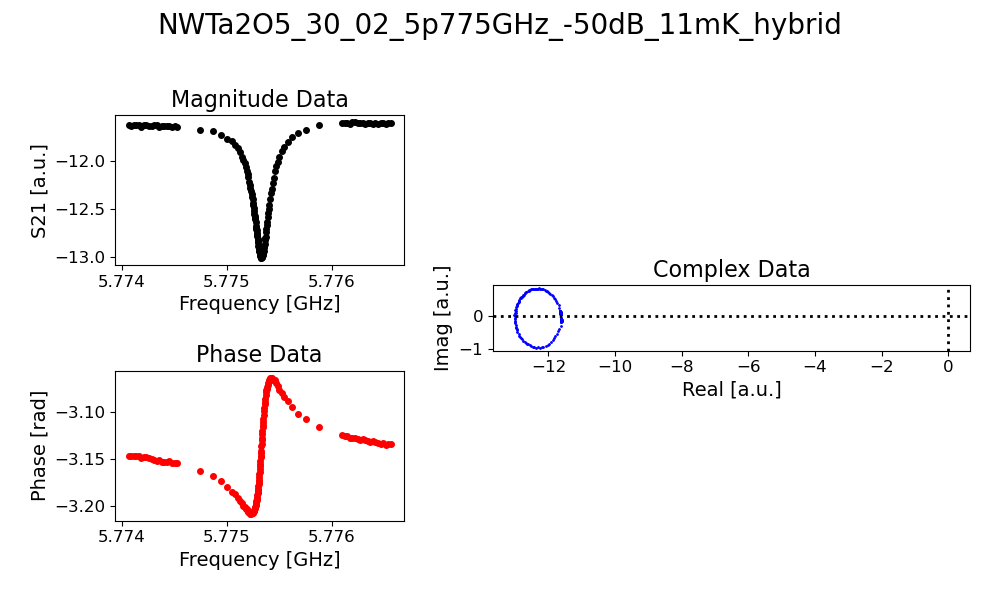 NWTa2O5_30_02_5p775GHz_-50dB_11mK_hybrid
Magnitude Data
S21 [a.u.]
−12.0
−12.5
−13.0
5.774
5.775
5.776
Frequency [GHz]
Phase Data
Phase [rad]
−3.10
−3.15
−3.20
5.774
5.775
5.776
Frequency [GHz]
Complex Data
Imag [a.u.]
0
−1
−12
−10
−8
−6
−4
−2
0
Real [a.u.]